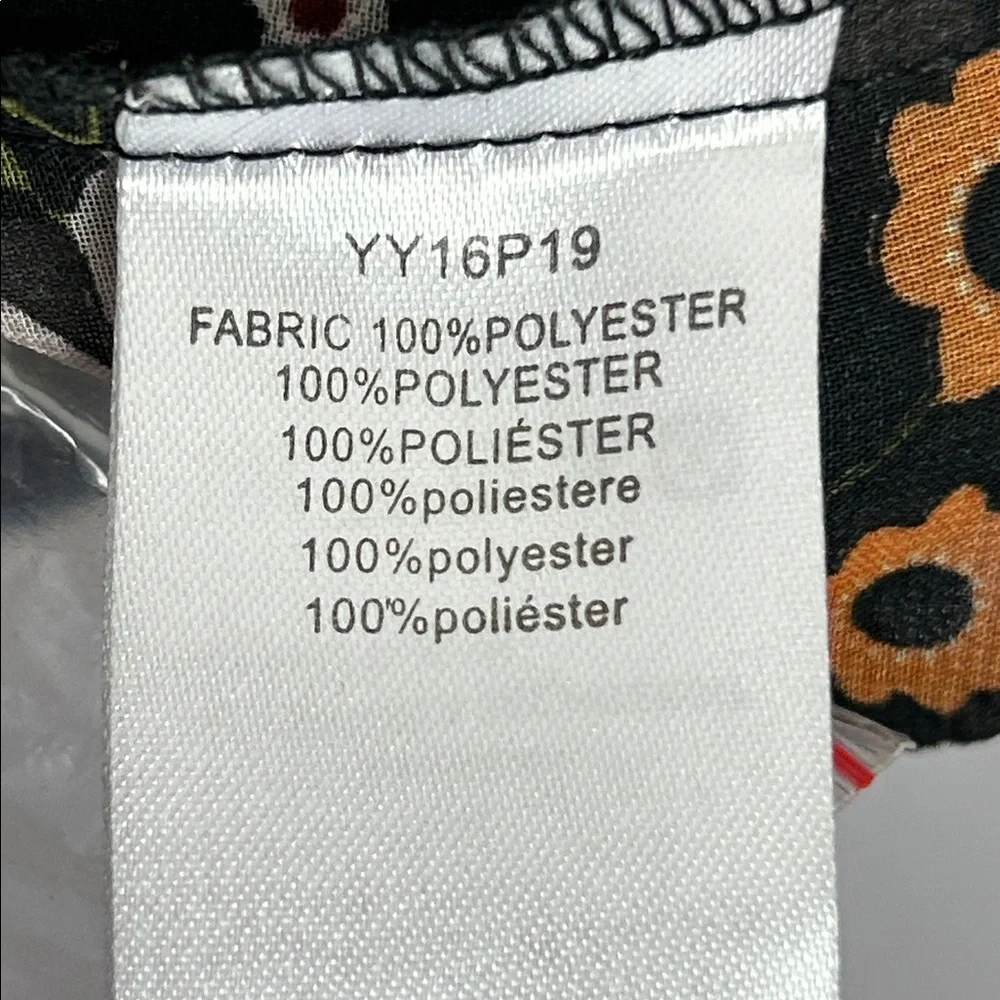 YY16P19
FABRIC 100%POLYESTER
100%POLYESTER
100%POLIÉSTER
100%poliestere
100%polyester
100%poliéster